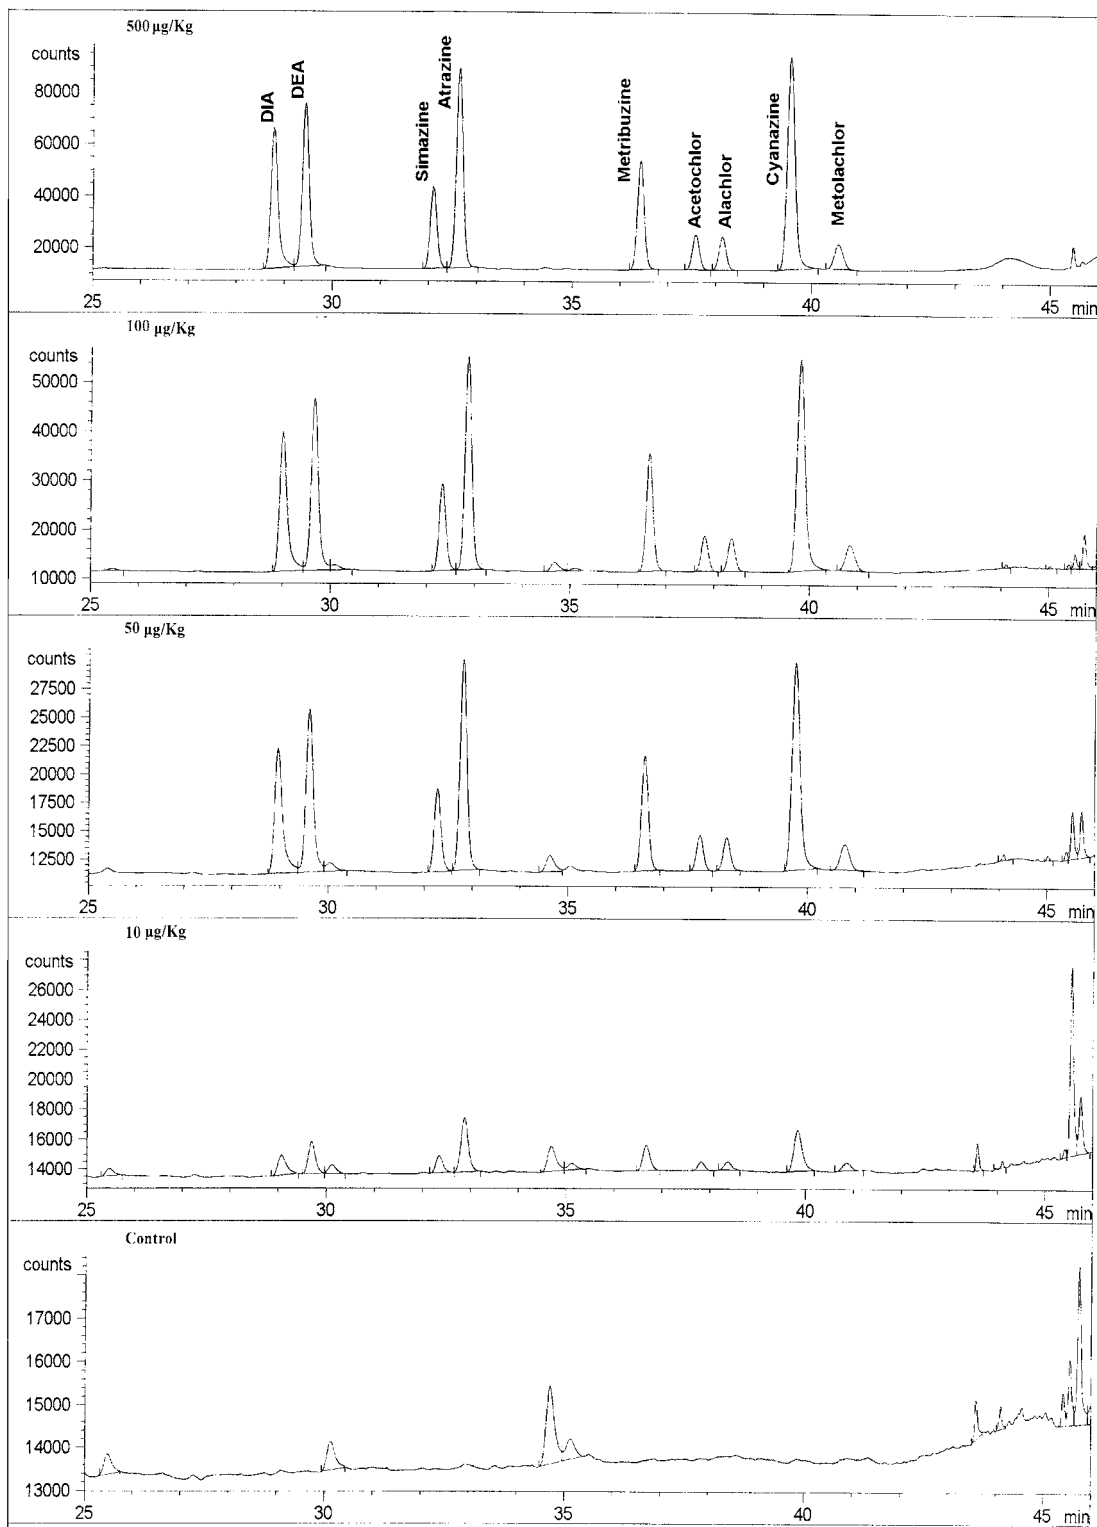 500 µg/Kg
counts
80000
60000
40000
20000
DIA
DEA
Simazine
Atrazine
Metribuzine
Acetochlor
Alachlor
Cyanazine
Metolachlor
25 30 35 40 45 min
100 µg/Kg
counts
50000
40000
30000
20000
10000
25 30 35 40 45 min
50 µg/Kg
counts
27500
25000
22500
20000
17500
15000
12500
25 30 35 40 45 min
10 µg/Kg
counts
26000
24000
22000
20000
18000
16000
14000
25 30 35 40 45 min
Control
counts
17000
16000
15000
14000
13000
25 30 35 40 45 min